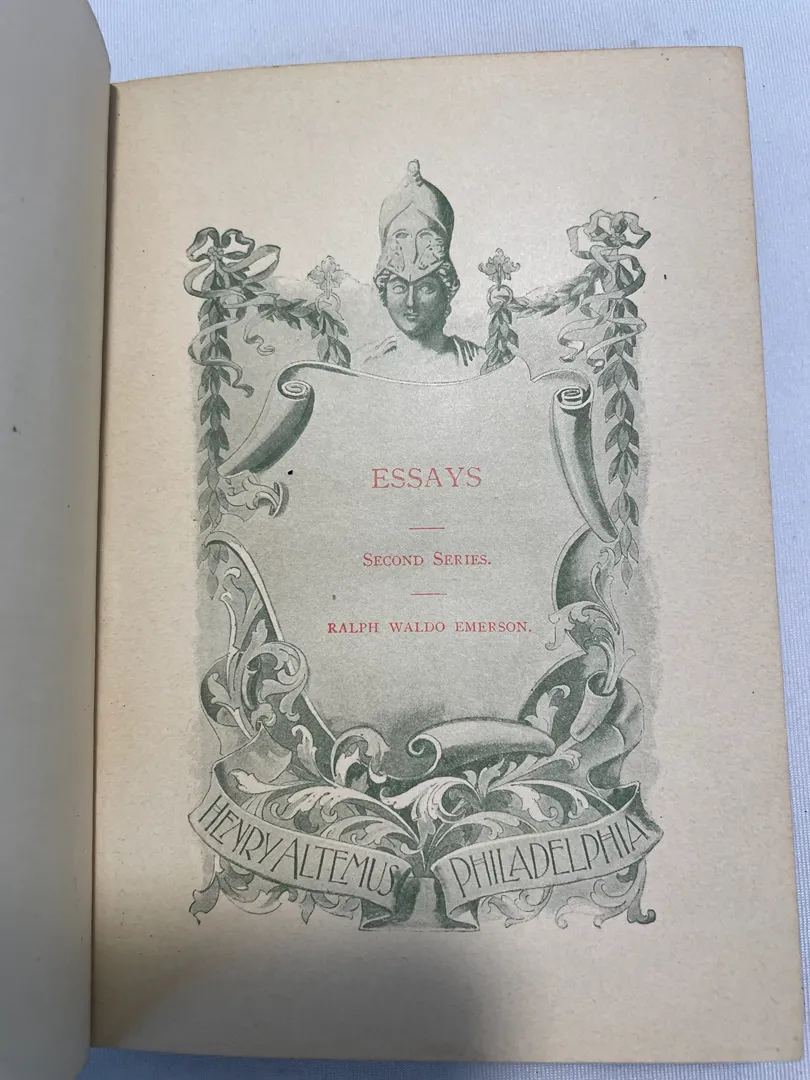 ESSAYS
SECOND SERIES.
RALPH WALDO EMERSON.
HENRY ALTEMUS PHILADELPHIA